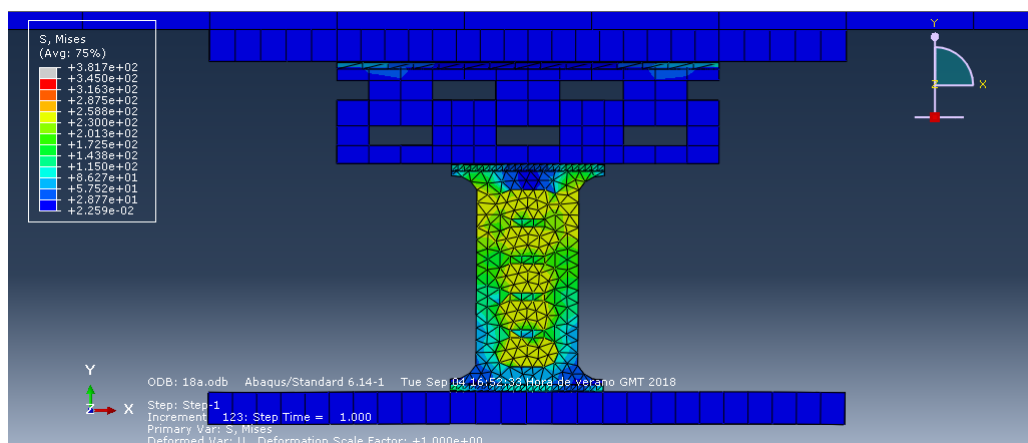 S, Mises
(Avg: 75%)
+3.817e+02
+3.450e+02
+3.163e+02
+2.875e+02
+2.588e+02
+2.300e+02
+2.013e+02
+1.725e+02
+1.438e+02
+1.150e+02
+8.627e+01
+5.752e+01
+2.877e+01
+2.259e-02
Y
Z X
Y
Z X
ODB: 18a.odb Abaqus/Standard 6.14-1 Tue Sep 04 16:52:33 Hora de verano GMT 2018
Step: Step-1
Increment 123: Step Time = 1.000
Primary Var: S, Mises
Deformed Var: U Deformation Scale Factor: +1.000e+00